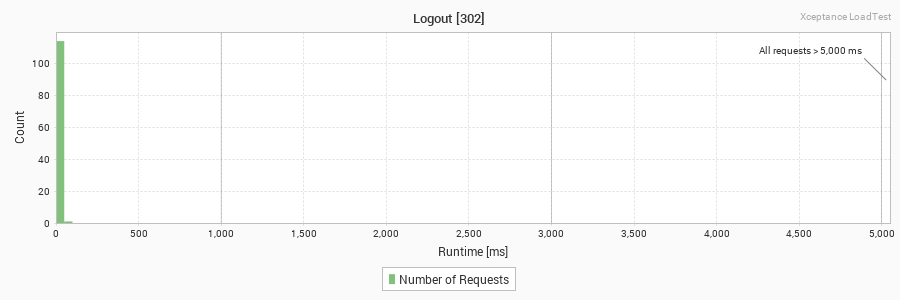 Logout [302]
Xceptance LoadTest
All requests > 5,000 ms
Count
100
80
60
40
20
0
0 500 1,000 1,500 2,000 2,500 3,000 3,500 4,000 4,500 5,000
Runtime [ms]
Number of Requests